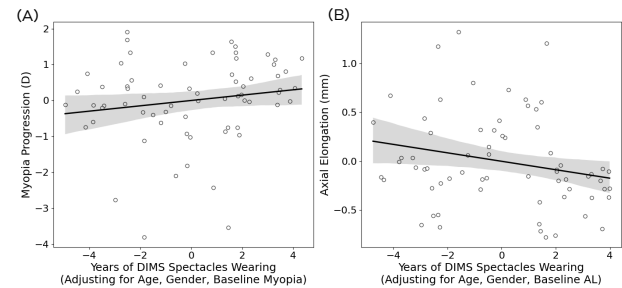 (A)
(B)
2
1
0
−1
−2
−3
−4
Myopia Progression (D)
−4
−2
0
2
4
Years of DIMS Spectacles Wearing
(Adjusting for Age, Gender, Baseline Myopia)
1.0
0.5
0.0
−0.5
Axial Elongation (mm)
−4
−2
0
2
4
Years of DIMS Spectacles Wearing
(Adjusting for Age, Gender, Baseline AL)